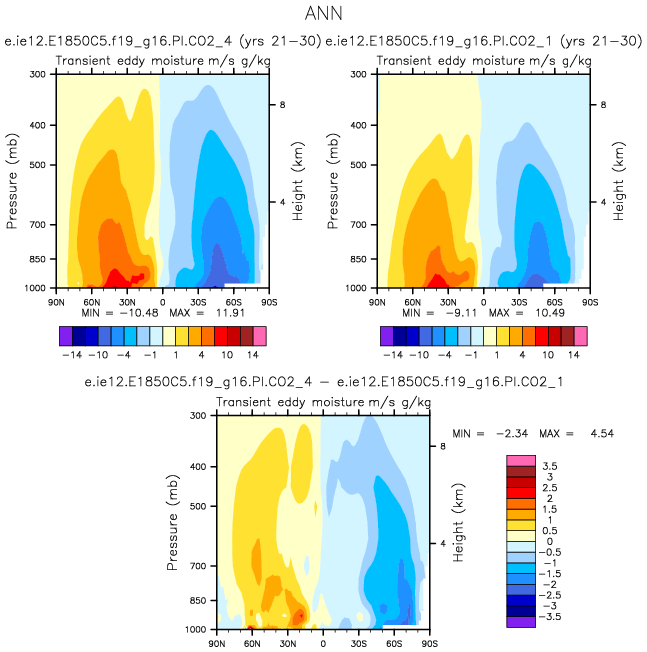 ANN
e.ie12.E1850C5.f19_g16.PI.CO2_4 (yrs 21-30) e.ie12.E1850C5.f19_g16.PI.CO2_1 (yrs 21-30)
Transient eddy moisture m/s g/kg
Transient eddy moisture m/s g/kg
300
400
500
700
850
1000
Pressure (mb)
8
4
Height (km)
90N 60N 30N 0 30S 60S 90S
MIN = -10.48 MAX = 11.91
-14 -10 -4 -1 1 4 10 14
300
400
500
700
850
1000
Pressure (mb)
8
4
Height (km)
90N 60N 30N 0 30S 60S 90S
MIN = -9.11 MAX = 10.49
-14 -10 -4 -1 1 4 10 14
e.ie12.E1850C5.f19_g16.PI.CO2_4 - e.ie12.E1850C5.f19_g16.PI.CO2_1
Transient eddy moisture m/s g/kg
300
400
500
700
850
1000
Pressure (mb)
8
4
Height (km)
90N 60N 30N 0 30S 60S 90S
MIN = -2.34 MAX = 4.54
3.5
3
2.5
2
1.5
1
0.5
0
-0.5
-1
-1.5
-2
-2.5
-3
-3.5